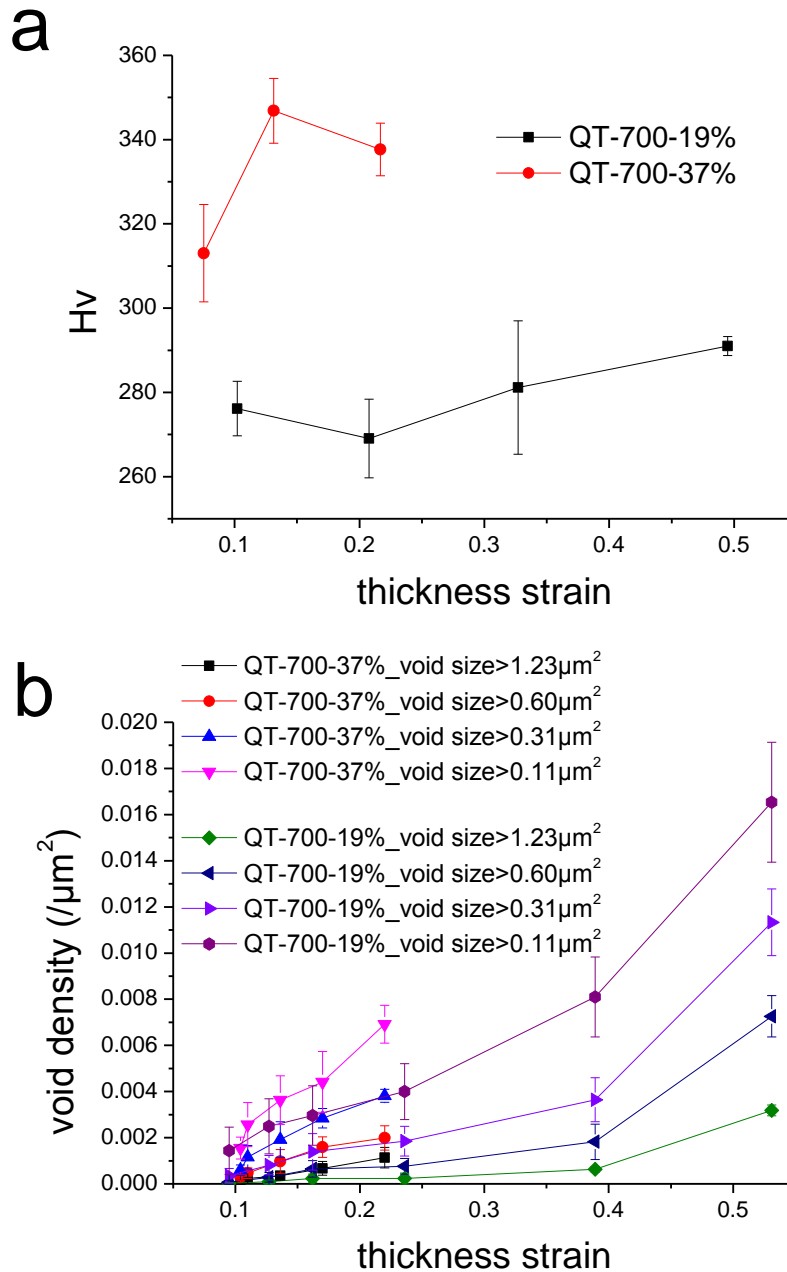 a
360
340
320
300
280
260
Hv
QT-700-19%
QT-700-37%
0.1 0.2 0.3 0.4 0.5
thickness strain
b
QT-700-37%_void size>1.23µm²
QT-700-37%_void size>0.60µm²
QT-700-37%_void size>0.31µm²
QT-700-37%_void size>0.11µm²
QT-700-19%_void size>1.23µm²
QT-700-19%_void size>0.60µm²
QT-700-19%_void size>0.31µm²
QT-700-19%_void size>0.11µm²
0.020
0.018
0.016
0.014
0.012
0.010
0.008
0.006
0.004
0.002
0.000
void density (/µm²)
0.1 0.2 0.3 0.4 0.5
thickness strain